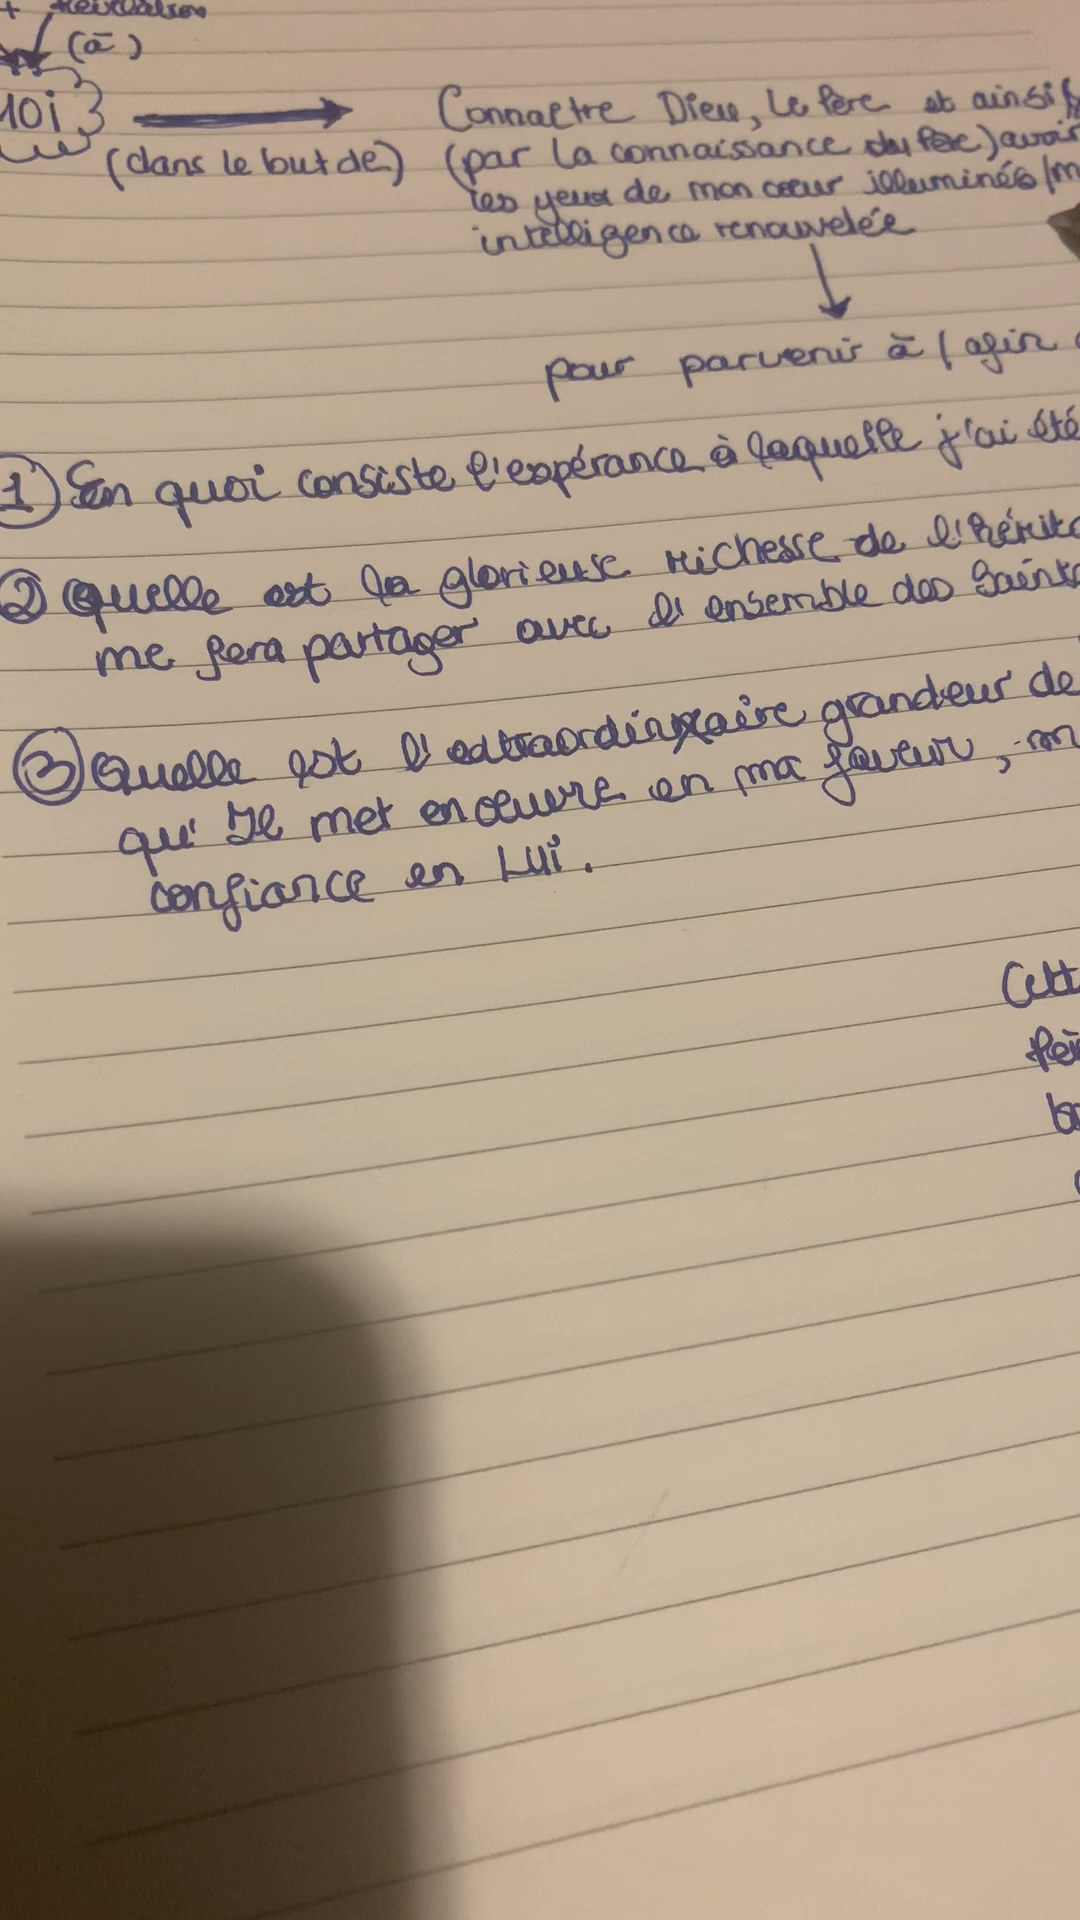 + Révélation
(à)
{Moi} (dans le but de) Connaître Dieu, Le Père et ainsi
(par la connaissance du Père) avoir
les yeux de mon cœur illuminés /
intelligence renouvelée
pour parvenir à ( afin
① En quoi consiste l'espérance à laquelle j'ai été
② Quelle est la glorieuse richesse de
me fera partager avec l'ensemble des Saints
③ Quelle est l'extraordinaire grandeur de
qu'Il met en œuvre en ma faveur,
confiance en Lui.